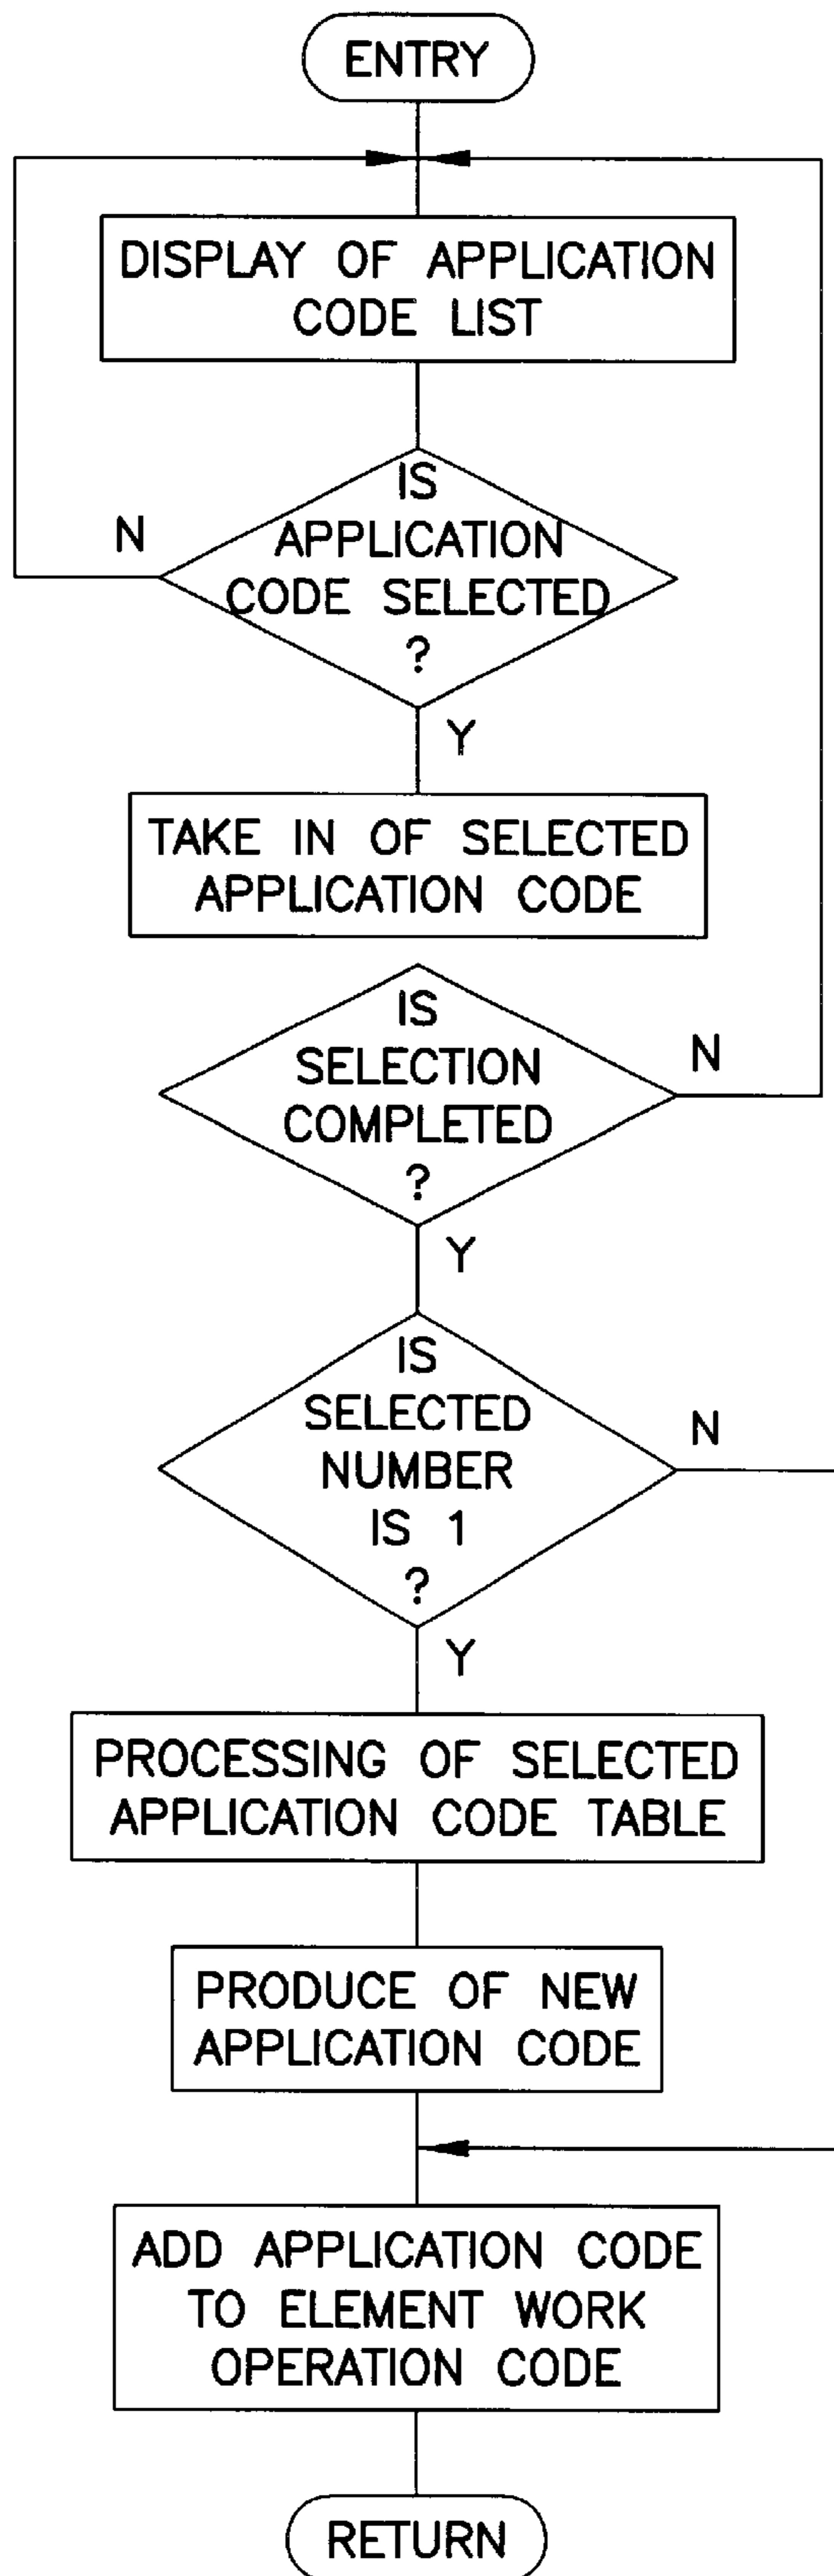 ENTRY
DISPLAY OF APPLICATION
CODE LIST
IS
APPLICATION
CODE SELECTED
?
N
Y
TAKE IN OF SELECTED
APPLICATION CODE
IS
SELECTION
COMPLETED
?
N
Y
IS
SELECTED
NUMBER
IS 1
?
N
Y
PROCESSING OF SELECTED
APPLICATION CODE TABLE
PRODUCE OF NEW
APPLICATION CODE
ADD APPLICATION CODE
TO ELEMENT WORK
OPERATION CODE
RETURN